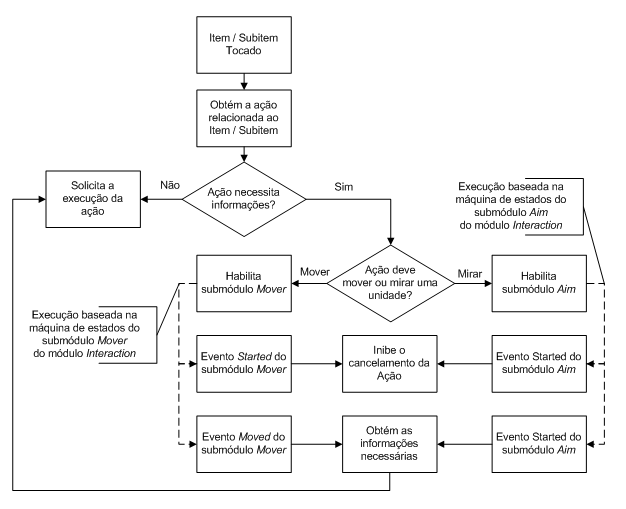 Item / Subitem
Tocado
Obtém a ação
relacionada ao
Item / Subitem
Solicita a
execução da
ação
Não
Ação necessita
informações?
Sim
Execução baseada na
máquina de estados do
submódulo Aim
do módulo Interaction
Habilita
submódulo Mover
Mover
Ação deve
mover ou mirar uma
unidade?
Mirar
Habilita
submódulo Aim
Execução baseada na
máquina de estados do
submódulo Mover
do módulo Interaction
Evento Started do
submódulo Mover
Inibe o
cancelamento da
Ação
Evento Started do
submódulo Aim
Evento Moved do
submódulo Mover
Obtém as
informações
necessárias
Evento Started do
submódulo Aim